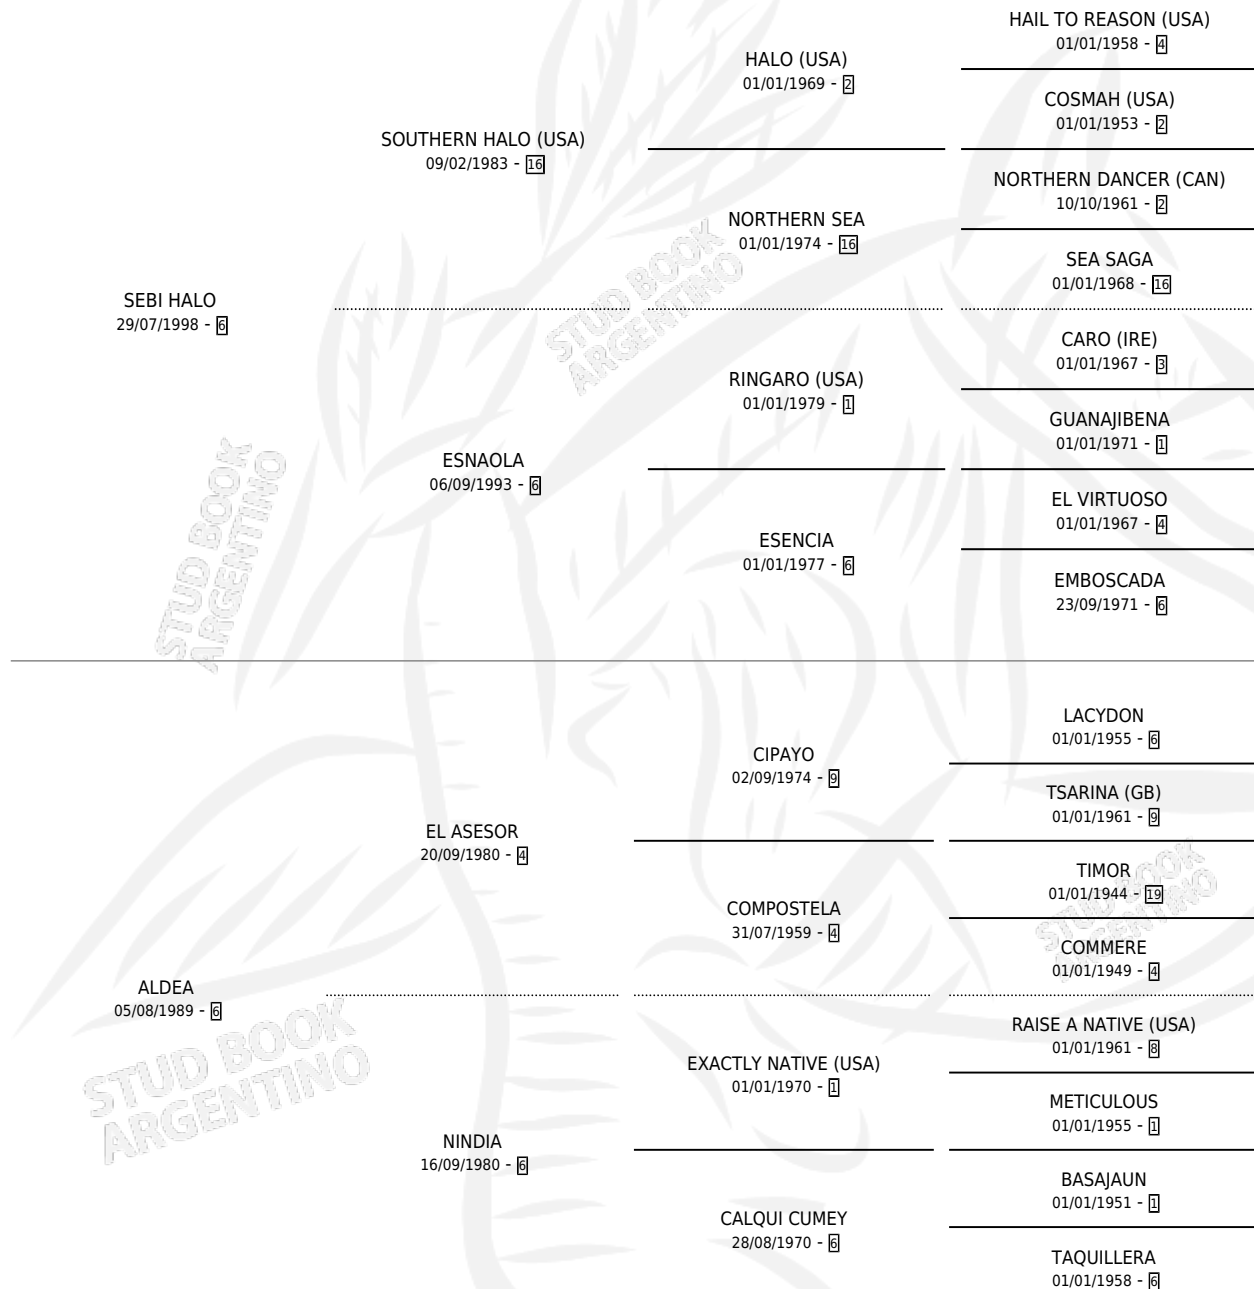 HAIL TO REASON (USA)
01/01/1958 - 4
HALO (USA)
01/01/1969 - 2
COSMAH (USA)
01/01/1953 - 2
SOUTHERN HALO (USA)
09/02/1983 - 16
NORTHERN DANCER (CAN)
10/10/1961 - 2
NORTHERN SEA
01/01/1974 - 16
SEA SAGA
01/01/1968 - 16
SEBI HALO
29/07/1998 - 6
STUD BOOK
ARGENTINO
CARO (IRE)
01/01/1967 - 3
RINGARO (USA)
01/01/1979 - 1
GUANAJIBENA
01/01/1971 - 1
ESNAOLA
06/09/1993 - 6
EL VIRTUOSO
01/01/1967 - 4
ESENCIA
01/01/1977 - 6
EMBOSCADA
23/09/1971 - 6
STUD BOOK
ARGENTINO
LACYDON
01/01/1955 - 6
CIPAYO
02/09/1974 - 9
TSARINA (GB)
01/01/1961 - 9
EL ASESOR
20/09/1980 - 4
TIMOR
01/01/1944 - 19
COMPOSTELA
31/07/1959 - 4
COMMERE
01/01/1949 - 4
STUD BOOK
ARGENTINO
ALDEA
05/08/1989 - 6
RAISE A NATIVE (USA)
01/01/1961 - 8
EXACTLY NATIVE (USA)
01/01/1970 - 1
METICULOUS
01/01/1955 - 1
STUD BOOK
ARGENTINO
NINDIA
16/09/1980 - 6
BASAJAUN
01/01/1951 - 1
CALQUI CUMEY
28/08/1970 - 6
TAQUILLERA
01/01/1958 - 6